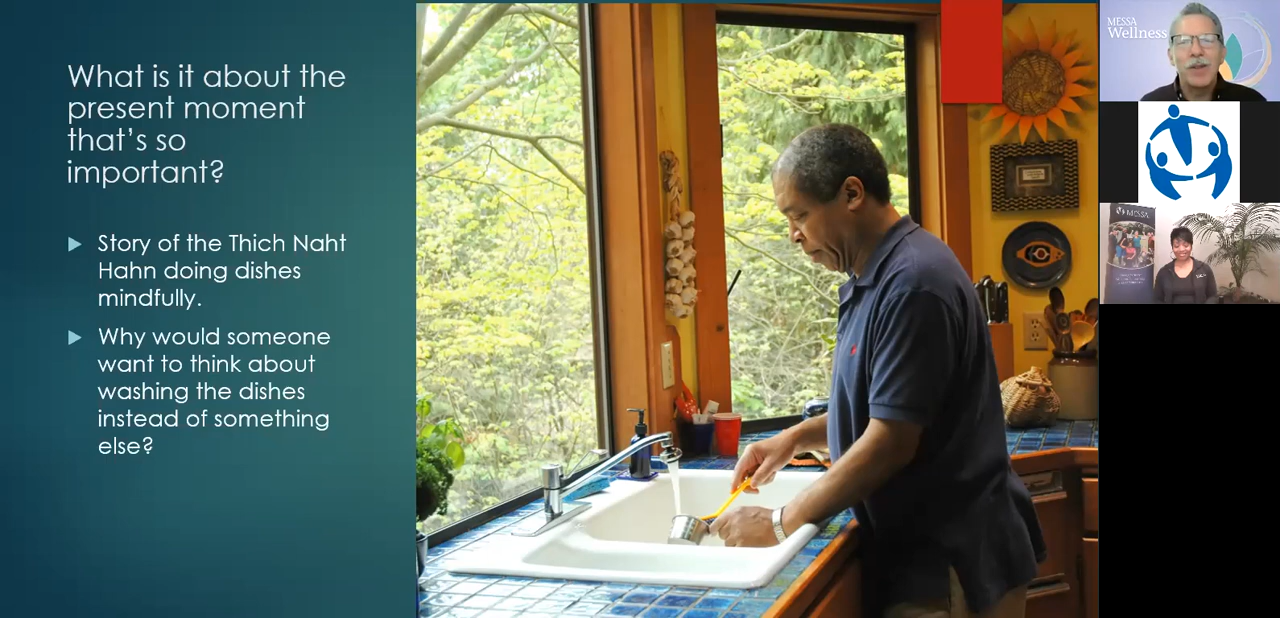 What is it about the
present moment
that's so
important?
Story of the Thich Naht
Hahn doing dishes
mindfully.
Why would someone
want to think about
washing the dishes
instead of something
else?
MESSA
Wellness
MESSA